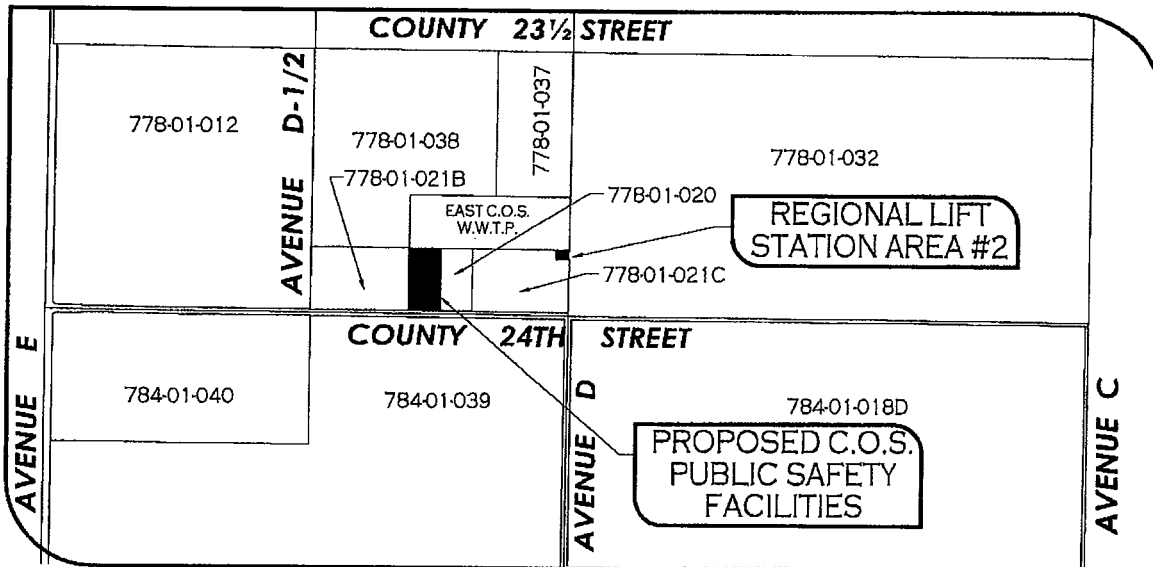 COUNTY 23½ STREET
778-01-012
AVENUE D-1/2
778-01-038
778-01-037
778-01-032
778-01-021B
778-01-020
EAST C.O.S.
W.W.T.P.
REGIONAL LIFT
STATION AREA #2
778-01-021C
COUNTY 24TH STREET
AVENUE E
784-01-040
784-01-039
AVENUE D
784-01-018D
AVENUE C
PROPOSED C.O.S.
PUBLIC SAFETY
FACILITIES